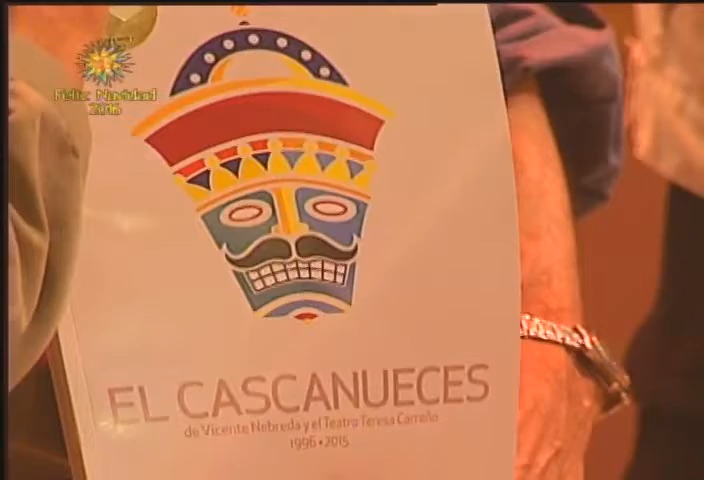 Feliz Navidad
2015
EL CASCANUECES
de Vicente Nebreda y el Teatro Teresa Carreño
1996•2015